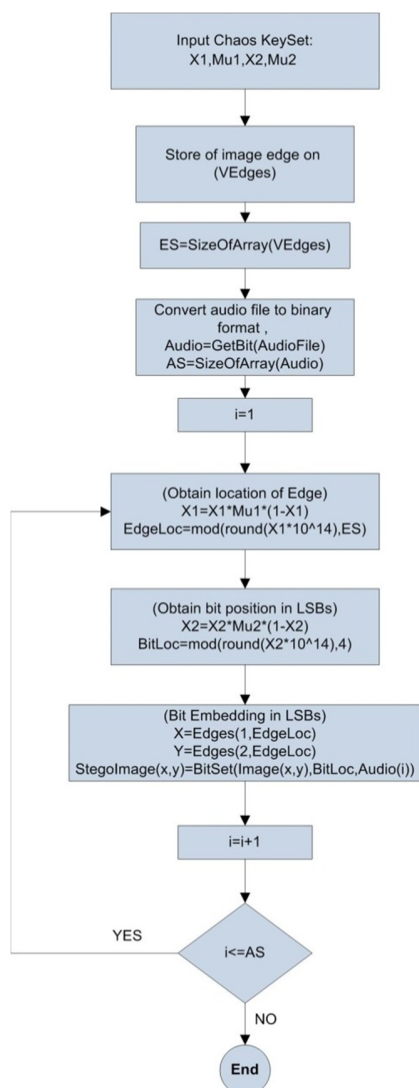 Input Chaos KeySet:
X1,Mu1,X2,Mu2
Store of image edge on
(VEdges)
ES=SizeOfArray(VEdges)
Convert audio file to binary
format ,
Audio=GetBit(AudioFile)
AS=SizeOfArray(Audio)
i=1
(Obtain location of Edge)
X1=X1*Mu1*(1-X1)
EdgeLoc=mod(round(X1*10^14),ES)
(Obtain bit position in LSBs)
X2=X2*Mu2*(1-X2)
BitLoc=mod(round(X2*10^14),4)
(Bit Embedding in LSBs)
X=Edges(1,EdgeLoc)
Y=Edges(2,EdgeLoc)
StegoImage(x,y)=BitSet(Image(x,y),BitLoc,Audio(i))
i=i+1
YES
i<=AS
NO
End